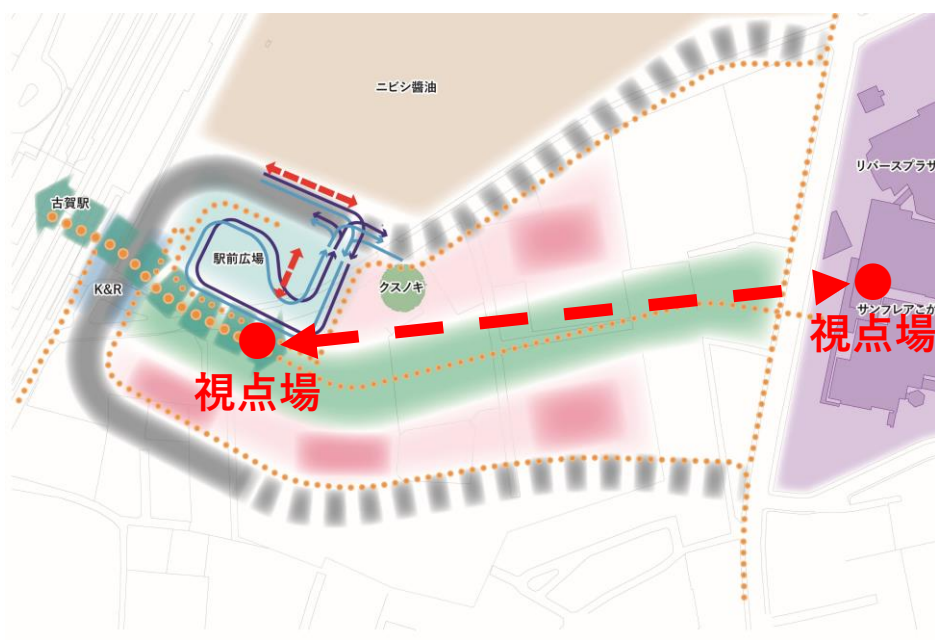 ニビシ醤油
リバースプラザ
古賀駅
駅前広場
K&R
クスノキ
サンフレアこか
視点場
視点場